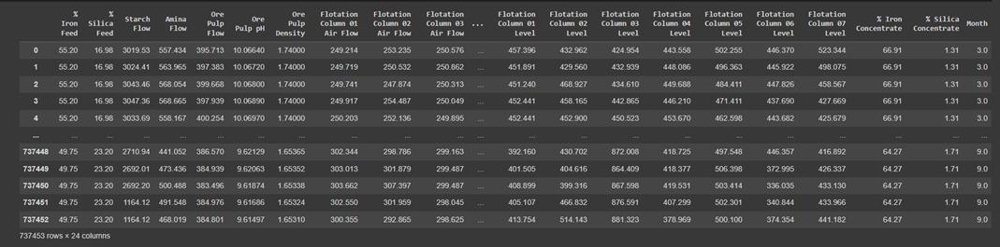 % Iron Feed % Silica Feed Starch Flow Amina Flow Ore Pulp Flow Ore Pulp pH Ore Pulp Density Flotation Column 01 Air Flow Flotation Column 02 Air Flow Flotation Column 03 Air Flow ... Flotation Column 01 Level Flotation Column 02 Level Flotation Column 03 Level Flotation Column 04 Level Flotation Column 05 Level Flotation Column 06 Level Flotation Column 07 Level % Iron Concentrate % Silica Concentrate Month
0 55.20 16.98 3019.53 557.434 395.713 10.06640 1.74000 249.214 253.235 250.576 ... 457.396 432.962 424.954 443.558 502.255 446.370 523.344 66.91 1.31 3.0
1 55.20 16.98 3024.41 563.965 397.383 10.06720 1.74000 249.719 250.532 250.862 ... 451.891 429.560 432.939 448.086 496.363 445.922 498.075 66.91 1.31 3.0
2 55.20 16.98 3043.46 568.054 399.668 10.06800 1.74000 249.741 247.874 250.313 ... 451.240 468.927 434.610 449.688 484.411 447.826 458.567 66.91 1.31 3.0
3 55.20 16.98 3047.36 568.665 397.939 10.06890 1.74000 249.917 254.487 250.049 ... 452.441 458.165 442.865 446.210 471.411 437.690 427.669 66.91 1.31 3.0
4 55.20 16.98 3033.69 558.167 400.254 10.06970 1.74000 250.203 252.136 249.895 ... 452.441 452.900 450.523 453.670 462.598 443.682 425.679 66.91 1.31 3.0
... ... ... ... ... ... ... ... ... ... ... ... ... ... ... ... ... ... ... ... ... ...
737448 49.75 23.20 2710.94 441.052 386.570 9.62129 1.65365 302.344 298.786 299.163 ... 392.160 430.702 872.008 418.725 497.548 446.357 416.892 64.27 1.71 9.0
737449 49.75 23.20 2692.01 473.436 384.939 9.62063 1.65352 303.013 301.879 299.487 ... 401.505 404.616 864.409 418.377 506.398 372.995 426.337 64.27 1.71 9.0
737450 49.75 23.20 2692.20 500.488 383.496 9.61874 1.65338 303.662 307.397 299.487 ... 408.899 399.316 867.598 419.531 503.414 336.035 433.130 64.27 1.71 9.0
737451 49.75 23.20 1164.12 491.548 384.976 9.61686 1.65324 302.550 301.959 298.045 ... 405.107 466.832 876.591 407.299 502.301 340.844 433.966 64.27 1.71 9.0
737452 49.75 23.20 1164.12 468.019 384.801 9.61497 1.65310 300.355 292.865 298.625 ... 413.754 514.143 881.323 378.969 500.100 374.354 441.182 64.27 1.71 9.0
737453 rows × 24 columns